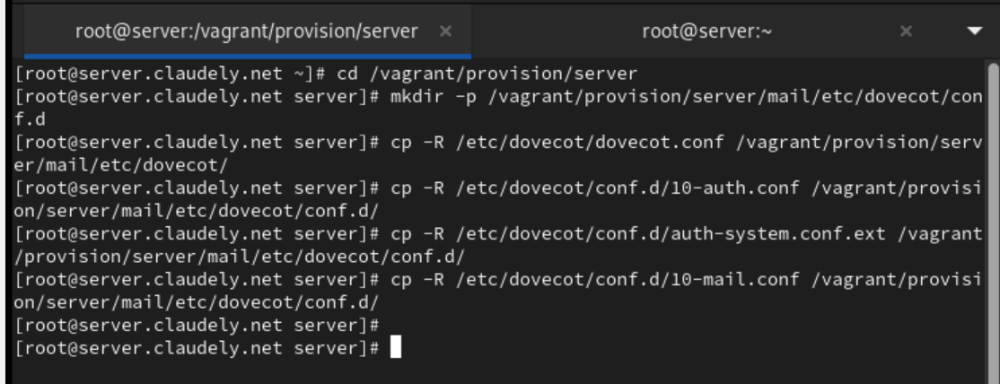 root@server:/vagrant/provision/server ×
root@server:~ ×
[root@server.claudely.net ~]# cd /vagrant/provision/server
[root@server.claudely.net server]# mkdir -p /vagrant/provision/server/mail/etc/dovecot/con
f.d
[root@server.claudely.net server]# cp -R /etc/dovecot/dovecot.conf /vagrant/provision/serv
er/mail/etc/dovecot/
[root@server.claudely.net server]# cp -R /etc/dovecot/conf.d/10-auth.conf /vagrant/provisi
on/server/mail/etc/dovecot/conf.d/
[root@server.claudely.net server]# cp -R /etc/dovecot/conf.d/auth-system.conf.ext /vagrant
/provision/server/mail/etc/dovecot/conf.d/
[root@server.claudely.net server]# cp -R /etc/dovecot/conf.d/10-mail.conf /vagrant/provisi
on/server/mail/etc/dovecot/conf.d/
[root@server.claudely.net server]#
[root@server.claudely.net server]#